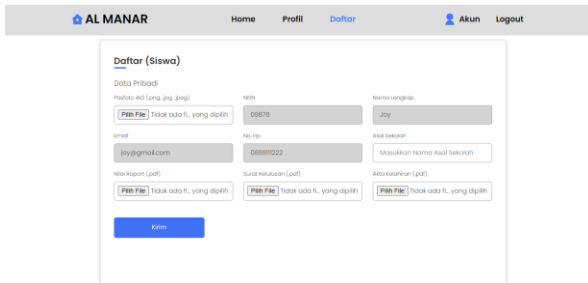 AL MANAR Home Profil Daftar Akun Logout
Daftar (Siswa)
Data Pribadi
Pasfoto 4x3 (.png, .jpg, .jpeg) NISN Nama Lengkap
Pilih File Tidak ada fi... yang dipilih 09876 Joy
Email No. Hp Asal Sekolah
joy@gmail.com Masukkan Nama Asal Sekolah
Nilai Raport (.pdf) Surat Kelulusan (.pdf) Akta Kelahiran (.pdf)
Pilih File Tidak ada fi... yang dipilih Pilih File Tidak ada fi... yang dipilih Pilih File Tidak ada fi... yang dipilih
Kirim